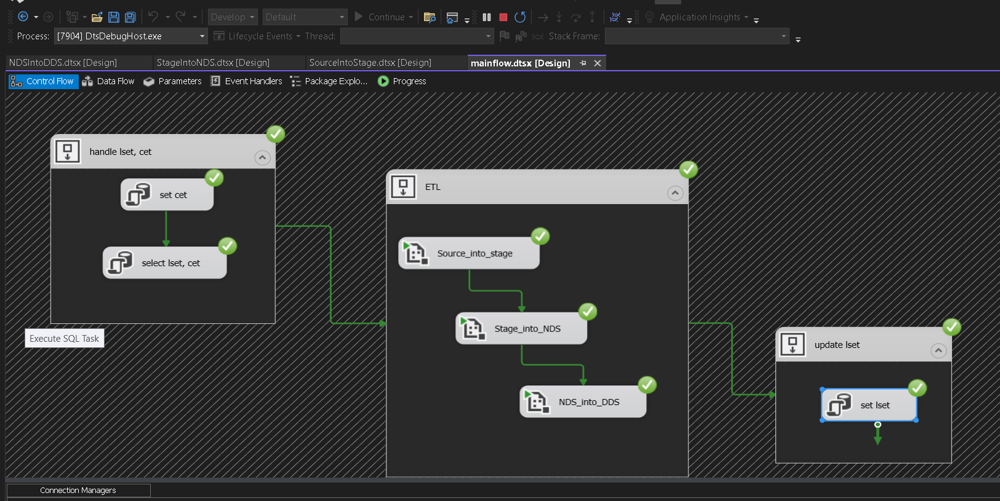 Develop Default Continue Application Insights
Process: [7904] DtsDebugHost.exe Lifecycle Events Thread: Stack Frame:
NDSIntoDDS.dtsx [Design] StageIntoNDS.dtsx [Design] SourceIntoStage.dtsx [Design] mainflow.dtsx [Design]
Control Flow Data Flow Parameters Event Handlers Package Explo... Progress
handle lset, cet
set cet
select lset, cet
Execute SQL Task
ETL
Source_into_stage
Stage_into_NDS
NDS_into_DDS
update lset
set lset
Connection Managers